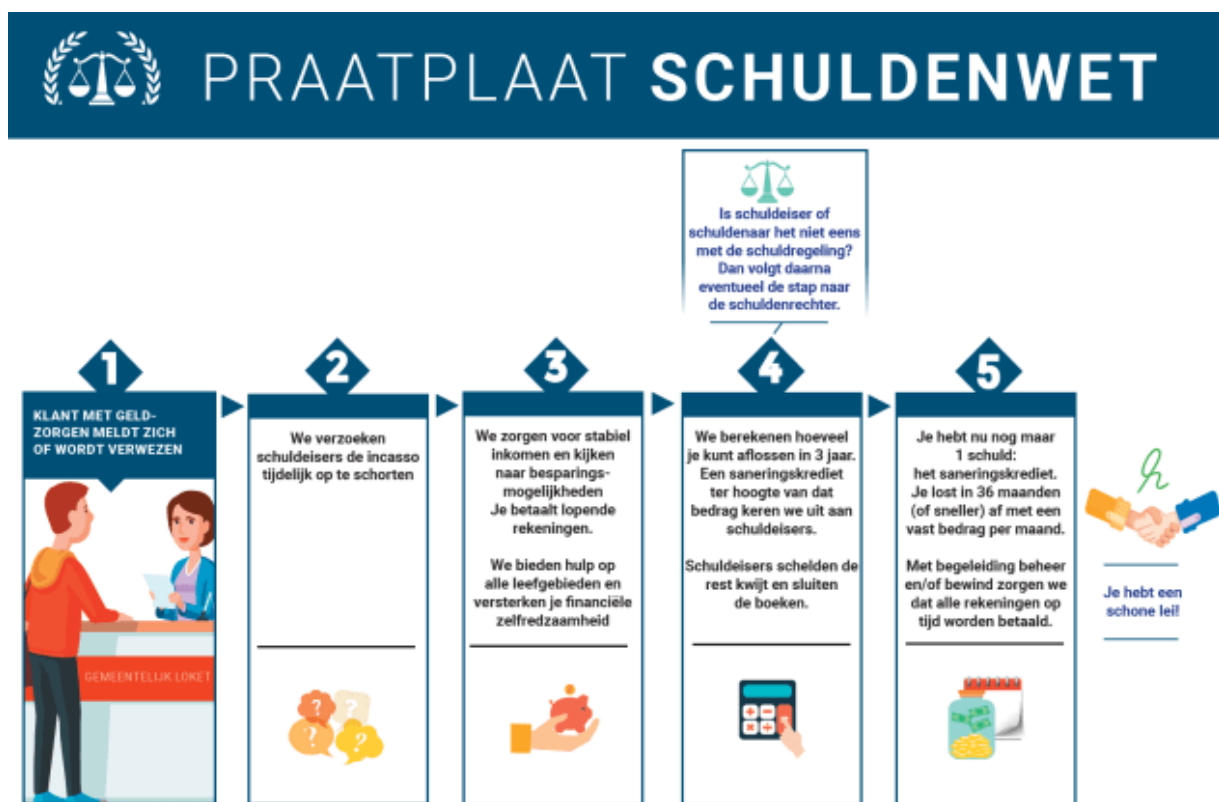 PRAATPLAAT SCHULDENWET
Is schuldeiser of
schuldenaar het niet eens
met de schuldregeling?
Dan volgt daarna
eventueel de stap naar
de schuldenrechter.
1
KLANT MET GELD-
ZORGEN MELDT ZICH
OF WORDT VERWEZEN
GEMEENTELIJK LOKET
2
We verzoeken
schuldeisers de incasso
tijdelijk op te schorten
? ?
? ?
3
We zorgen voor stabiel
inkomen en kijken
naar besparings-
mogelijkheden
Je betaalt lopende
rekeningen.
We bieden hulp op
alle leefgebieden en
versterken je financiële
zelfredzaamheid
4
We berekenen hoeveel
je kunt aflossen in 3 jaar.
Een saneringskrediet
ter hoogte van dat
bedrag keren we uit aan
schuldeisers.
Schuldeisers schelden de
rest kwijt en sluiten
de boeken.
5
Je hebt nu nog maar
1 schuld:
het saneringskrediet.
Je lost in 36 maanden
(of sneller) af met een
vast bedrag per maand.
Met begeleiding beheer
en/of bewind zorgen we
dat alle rekeningen op
tijd worden betaald.
Je hebt een
schone lei!